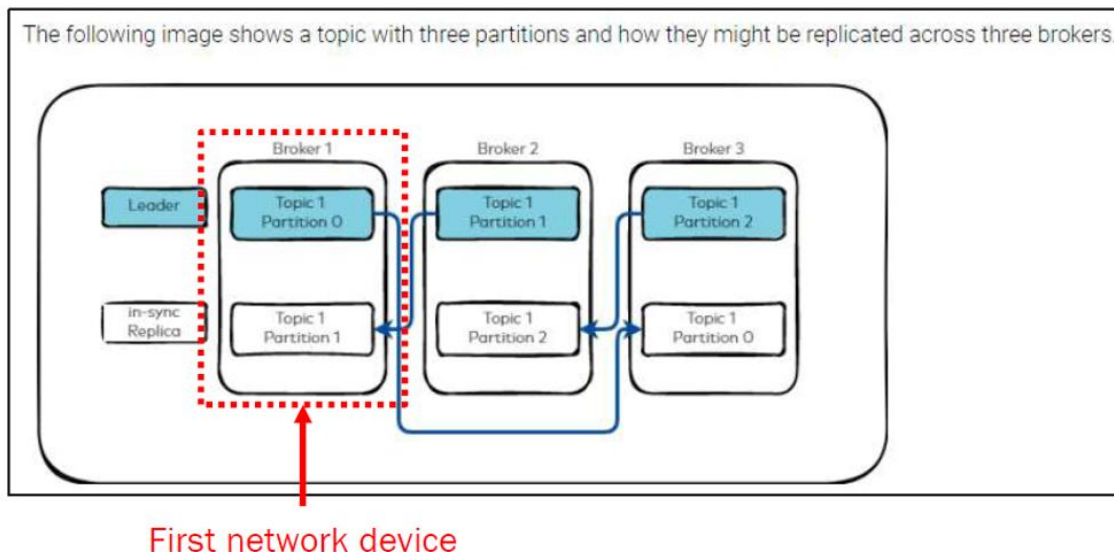 The following image shows a topic with three partitions and how they might be replicated across three brokers.
Broker 1
Broker 2
Broker 3
Leader
Topic 1
Partition 0
Topic 1
Partition 1
Topic 1
Partition 2
in-sync
Replica
Topic 1
Partition 1
Topic 1
Partition 2
Topic 1
Partition 0
First network device